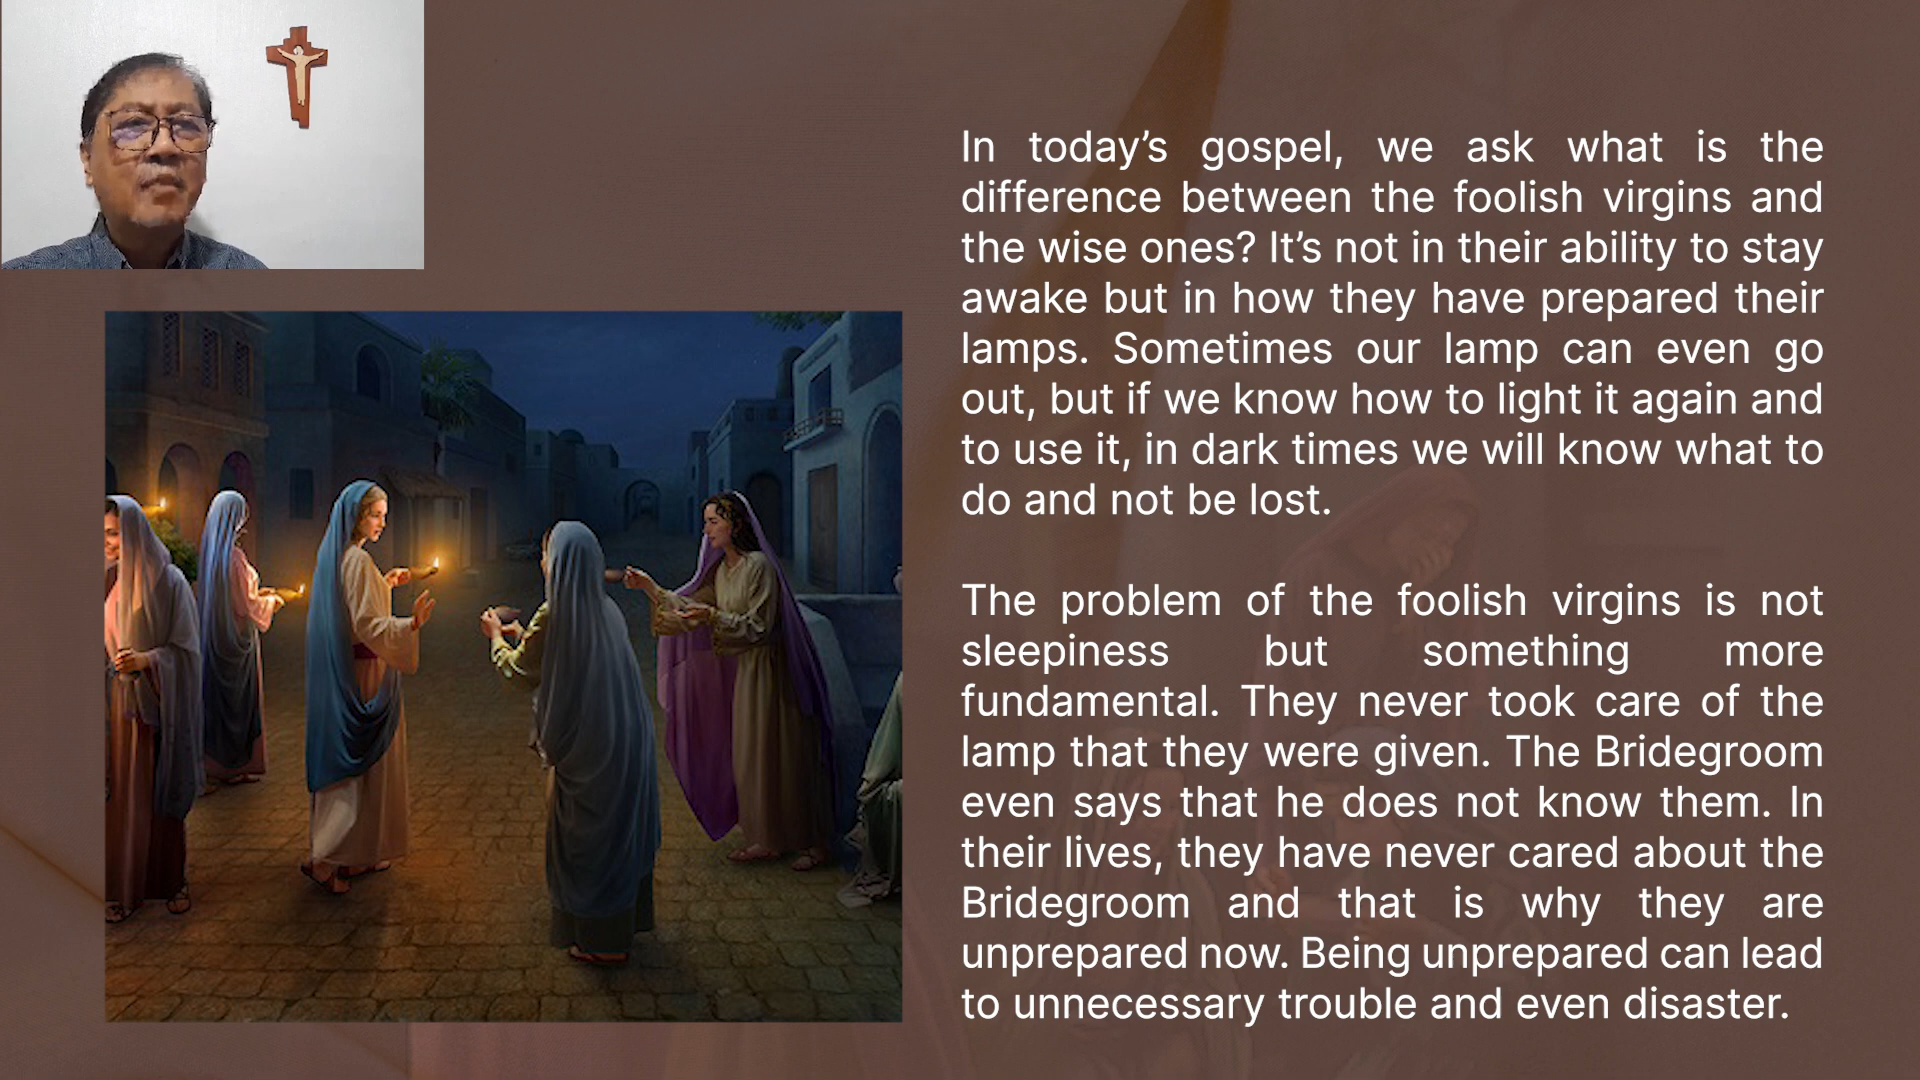 In today’s gospel, we ask what is the
difference between the foolish virgins and
the wise ones? It’s not in their ability to stay
awake but in how they have prepared their
lamps. Sometimes our lamp can even go
out, but if we know how to light it again and
to use it, in dark times we will know what to
do and not be lost.
The problem of the foolish virgins is not
sleepiness but something more
fundamental. They never took care of the
lamp that they were given. The Bridegroom
even says that he does not know them. In
their lives, they have never cared about the
Bridegroom and that is why they are
unprepared now. Being unprepared can lead
to unnecessary trouble and even disaster.